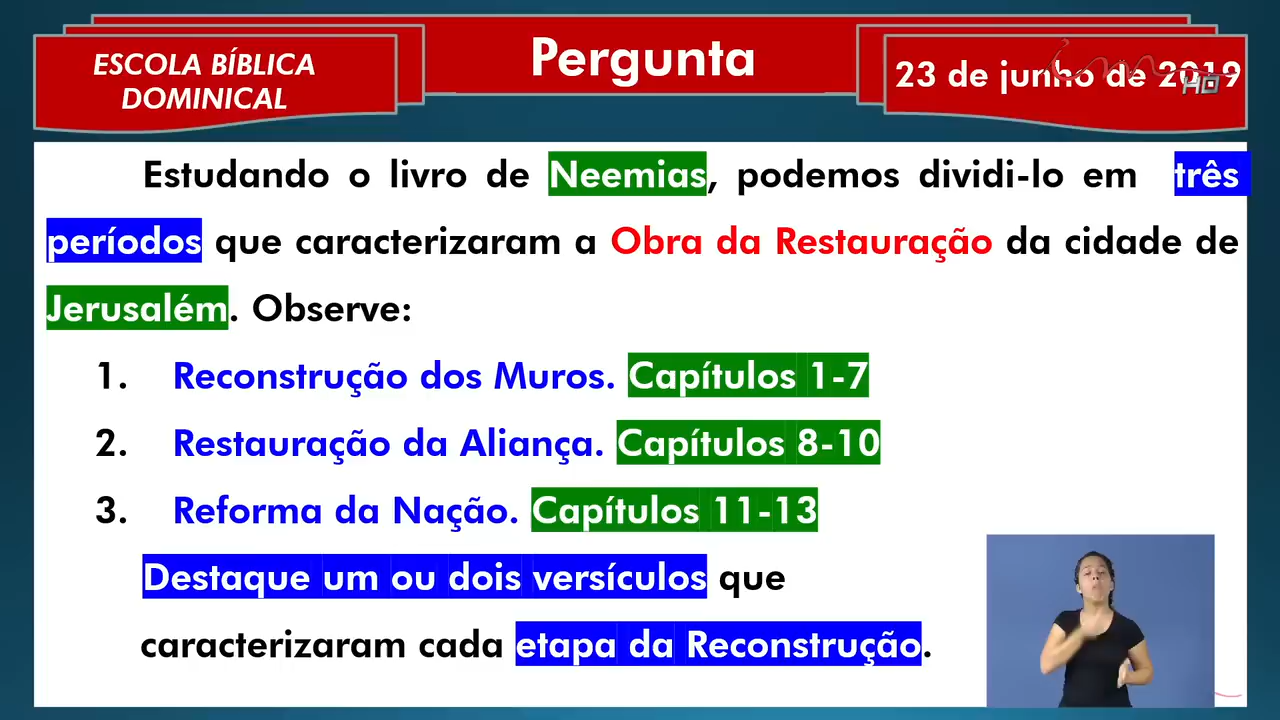 ESCOLA BÍBLICA
DOMINICAL
Pergunta
23 de junho de 2019
HD
Estudando o livro de Neemias, podemos dividi-lo em três
períodos que caracterizaram a Obra da Restauração da cidade de
Jerusalém. Observe:
1. Reconstrução dos Muros. Capítulos 1-7
2. Restauração da Aliança. Capítulos 8-10
3. Reforma da Nação. Capítulos 11-13
Destaque um ou dois versículos que
caracterizaram cada etapa da Reconstrução.